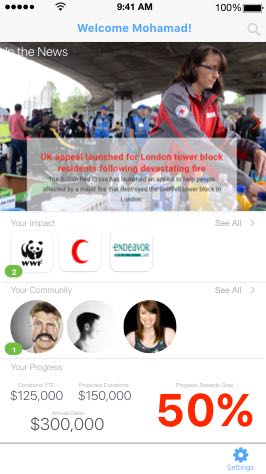 9:41 AM
100%
Welcome Mohamad!
In the News
UK appeal launched for London tower block
residents following devastating fire
The British Red Cross has launched an appeal to help people
affected by a major fire that destroyed the Grenfell tower block in
London.
Your Impact
See All
WWF
endeavor
2
Your Community
See All
1
Your Progress
Donations YTD
Projected Donations
Progress Towards Goal
$125,000
$150,000
50%
Annual Zakat
$300,000
Settings